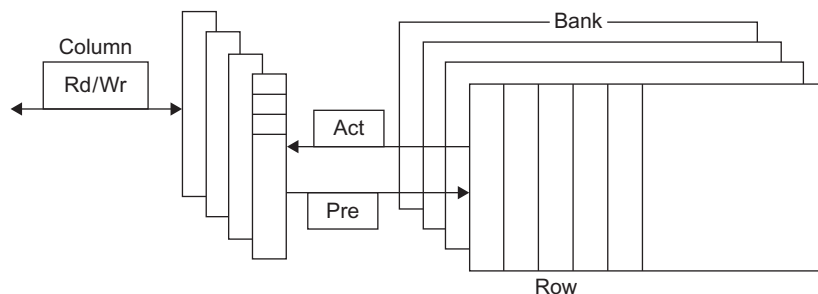 Bank
Column
Rd/Wr
Act
Pre
Row